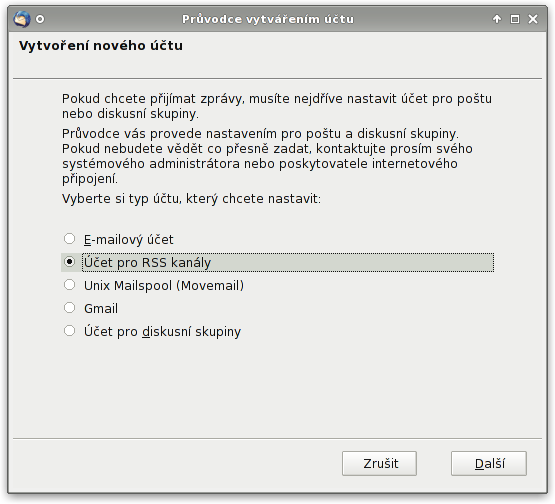 Průvodce vytvářením účtu
Vytvoření nového účtu
Pokud chcete přijímat zprávy, musíte nejdříve nastavit účet pro poštu
nebo diskusní skupiny.
Průvodce vás provede nastavením pro poštu a diskusní skupiny.
Pokud nebudete vědět co přesně zadat, kontaktujte prosím svého
systémového administrátora nebo poskytovatele internetového
připojení.
Vyberte si typ účtu, který chcete nastavit:
E-mailový účet
Účet pro RSS kanály
Unix Mailspool (Movemail)
Gmail
Účet pro diskusní skupiny
Zrušit
Další